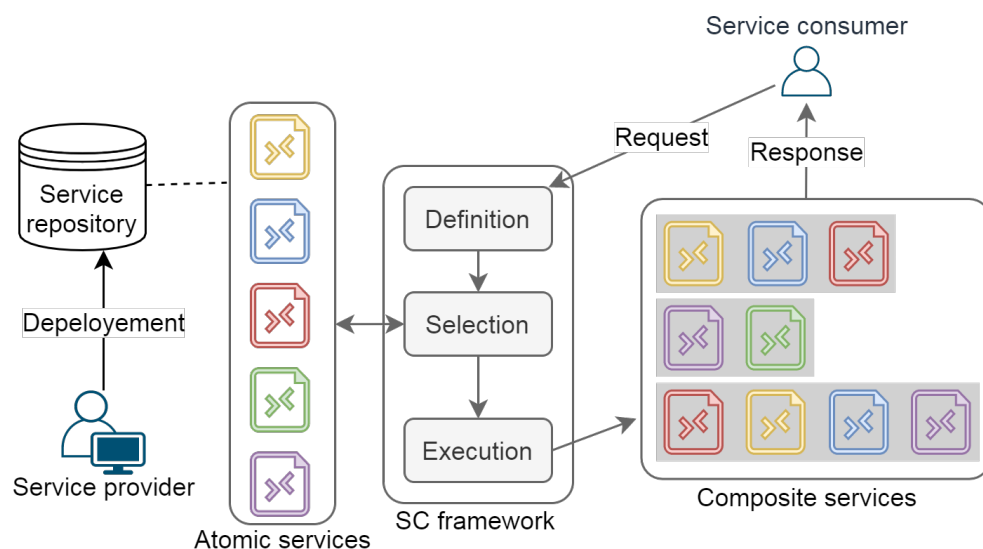 Service consumer
Request
Response
Service
repository
Definition
Depeloyement
Selection
Execution
Service provider
Atomic services
SC framework
Composite services